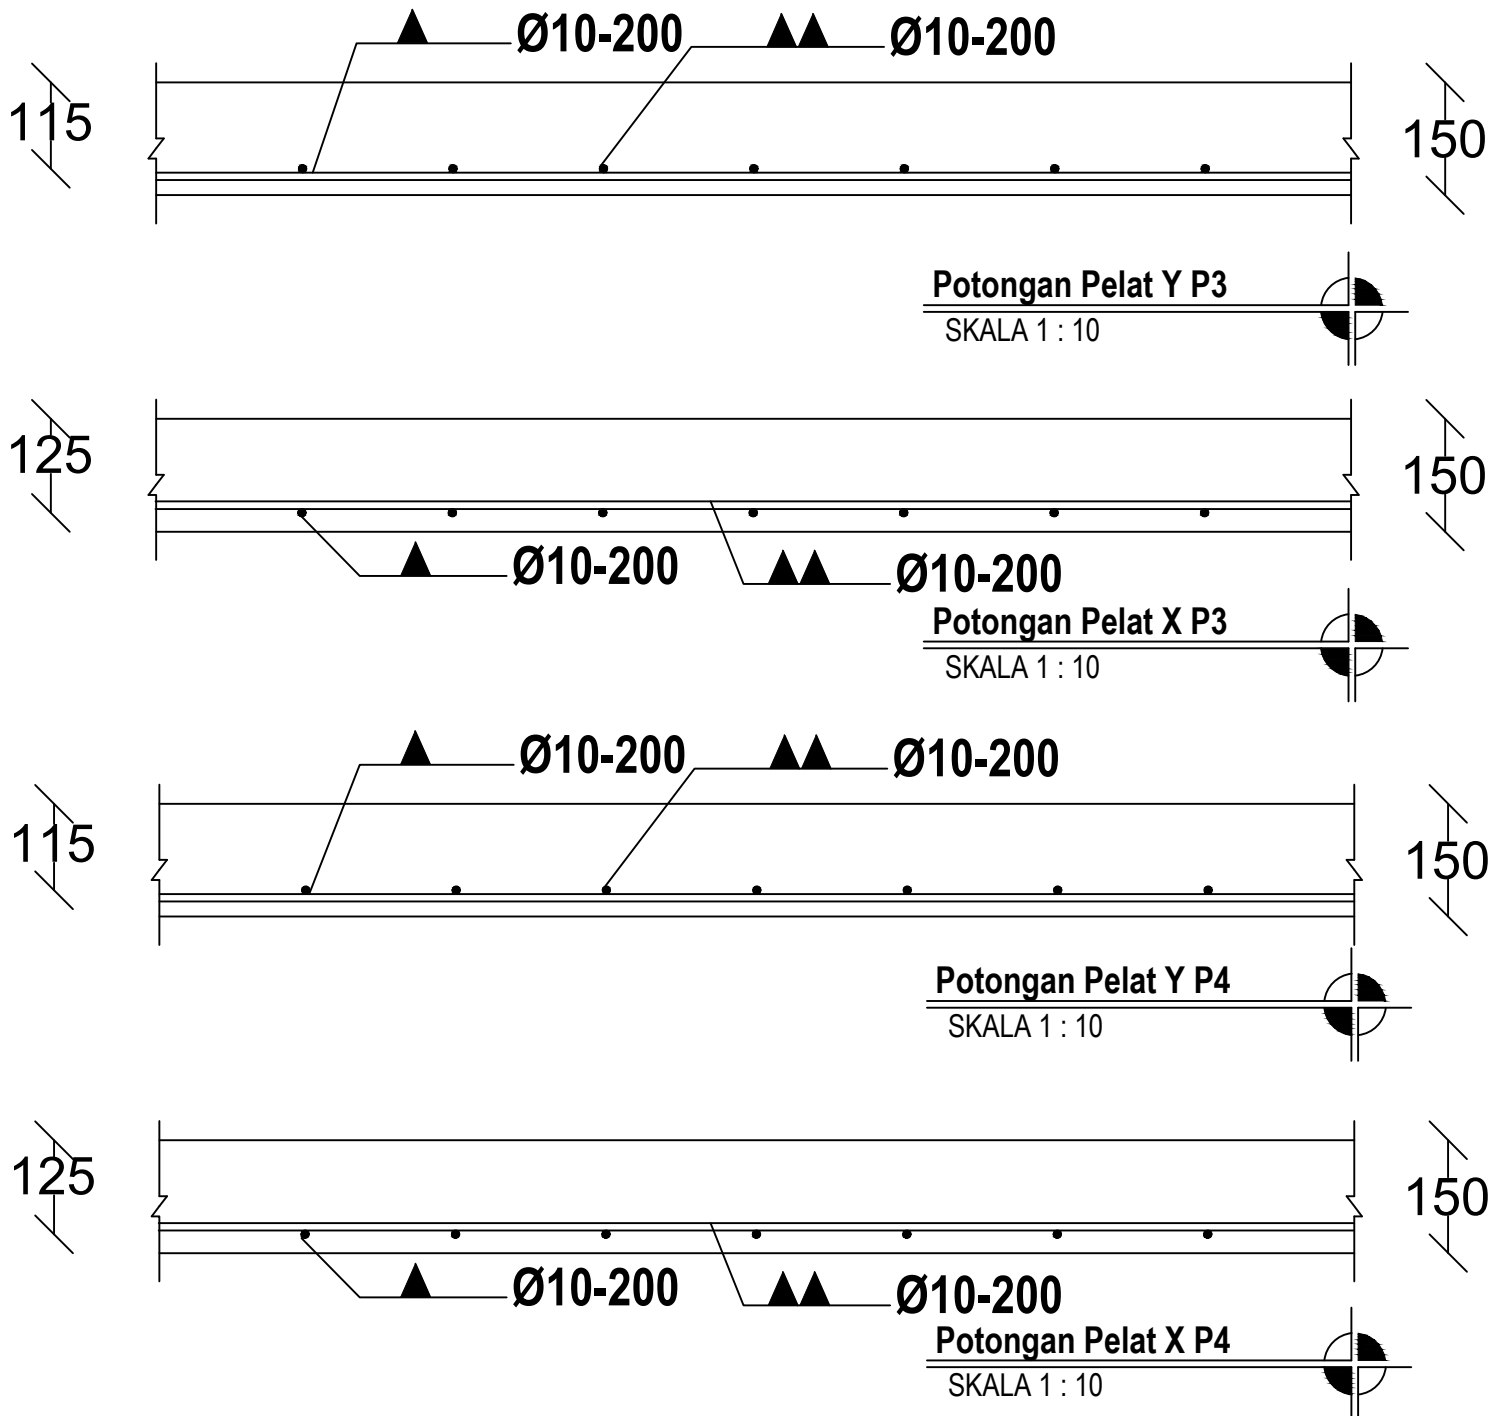 Ø10-200 Ø10-200
115 150
Potongan Pelat Y P3
SKALA 1 : 10
125 150
Ø10-200 Ø10-200
Potongan Pelat X P3
SKALA 1 : 10
Ø10-200 Ø10-200
115 150
Potongan Pelat Y P4
SKALA 1 : 10
125 150
Ø10-200 Ø10-200
Potongan Pelat X P4
SKALA 1 : 10